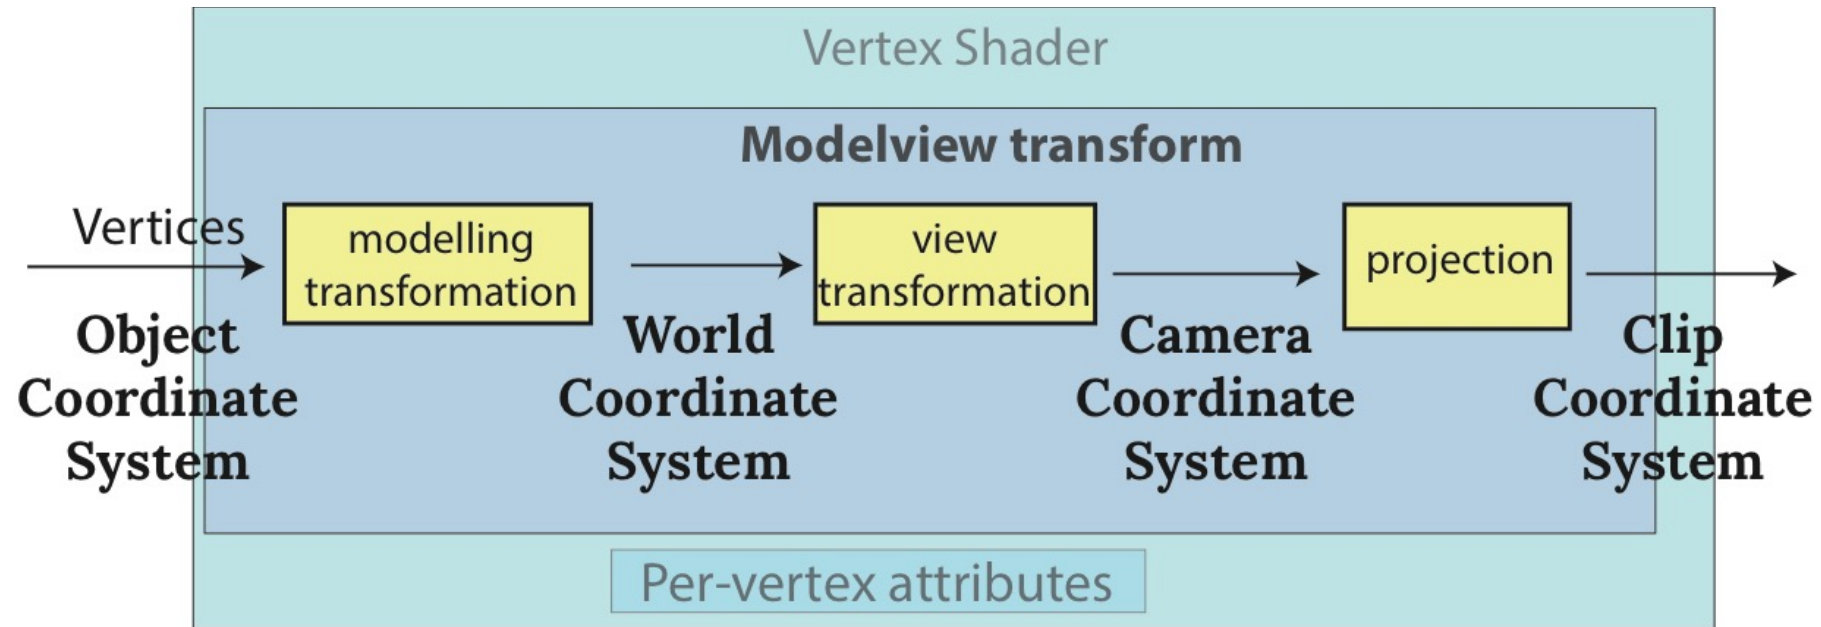 Vertex Shader
Modelview transform
Vertices
modelling
transformation
view
transformation
projection
Object
Coordinate
System
World
Coordinate
System
Camera
Coordinate
System
Clip
Coordinate
System
Per-vertex attributes